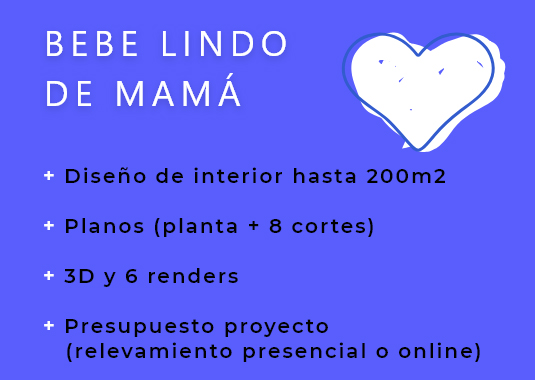 BEBE LINDO
DE MAMÁ
+ Diseño de interior hasta 200m2
+ Planos (planta + 8 cortes)
+ 3D y 6 renders
+ Presupuesto proyecto
(relevamiento presencial o online)